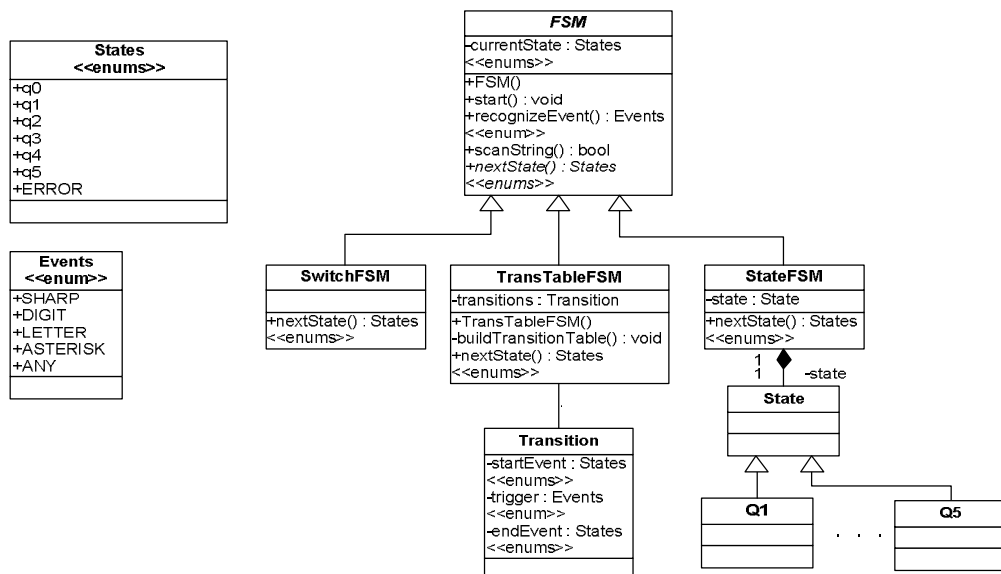 States
<<enums>>
+q0
+q1
+q2
+q3
+q4
+q5
+ERROR
Events
<<enum>>
+SHARP
+DIGIT
+LETTER
+ASTERISK
+ANY
FSM
-currentState : States
<<enums>>
+FSM()
+start() : void
+recognizeEvent() : Events
<<enum>>
+scanString() : bool
+nextState() : States
<<enums>>
SwitchFSM
+nextState() : States
<<enums>>
TransTableFSM
-transitions : Transition
+TransTableFSM()
-buildTransitionTable() : void
+nextState() : States
<<enums>>
StateFSM
-state : State
+nextState() : States
<<enums>>
1
1 -state
State
Transition
-startEvent : States
<<enums>>
-trigger : Events
<<enum>>
-endEvent : States
<<enums>>
Q1
. . .
Q5